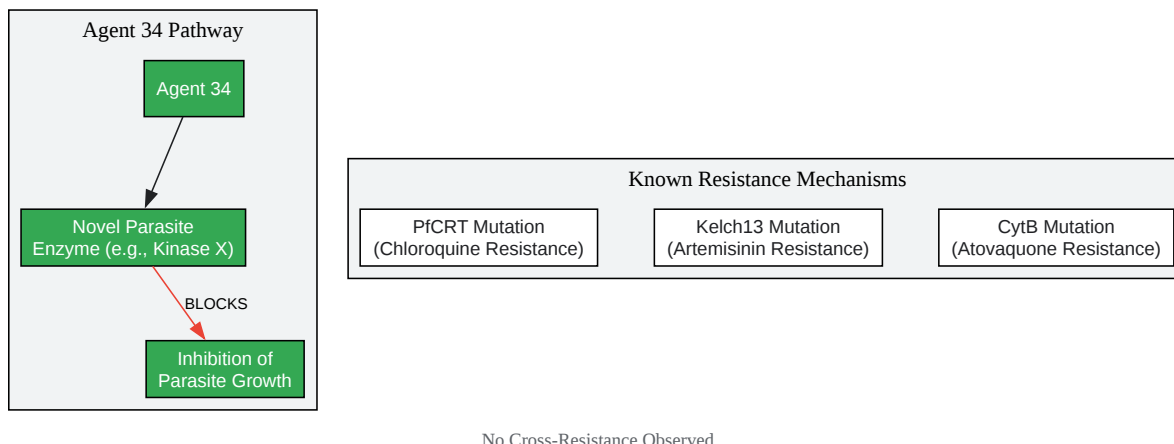 Agent 34 Pathway
Agent 34
Novel Parasite
Enzyme (e.g., Kinase X)
BLOCKS
Inhibition of
Parasite Growth
Known Resistance Mechanisms
PfCRT Mutation
(Chloroquine Resistance)
Kelch13 Mutation
(Artemisinin Resistance)
CytB Mutation
(Atovaquone Resistance)
No Cross-Resistance Observed